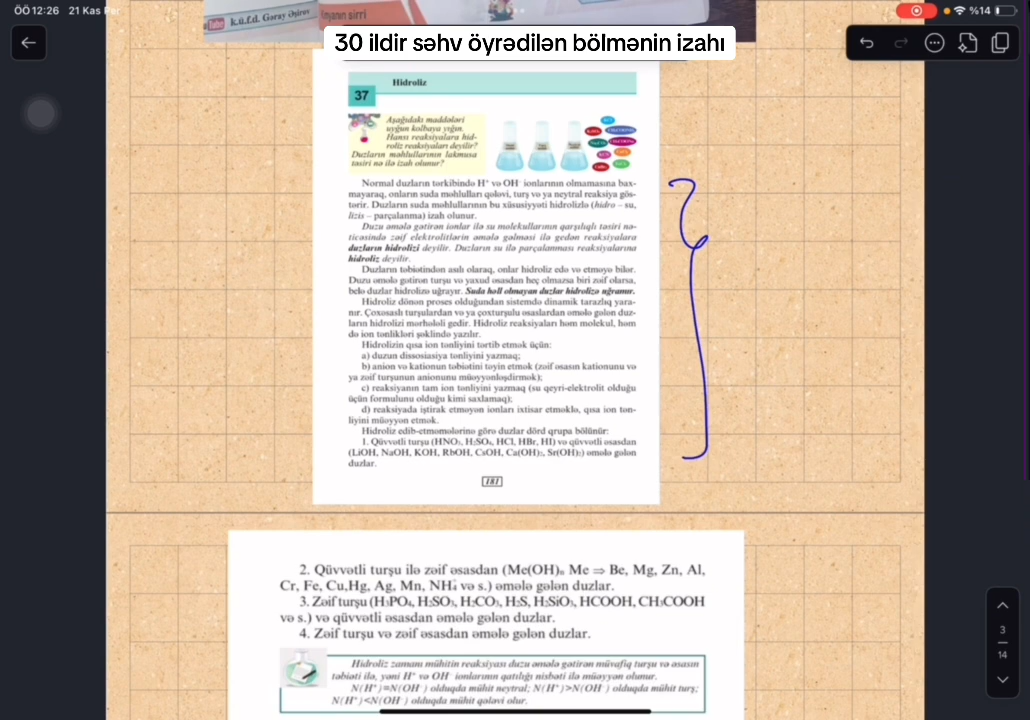 ÖÖ 12:26 21 Kas Per
%14
k.ü.f.d. Gəray Əşirov
Kimyanın sirri
30 ildir səhv öyrədilən bölmənin izahı
Hidroliz
37
Aşağıdakı maddələri
uyğun kolbaya yığın.
Hansı reaksiyalara hid-
roliz reaksiyaları deyilir?
Duzların məhlullarının lakmusa
təsiri nə ilə izah olunur?
Normal duzların tərkibində H⁺ və OH⁻ ionlarının olmamasına bax-
mayaraq, onların suda məhlulları qələvi, turş və ya neytral reaksiya gös-
tərir. Duzların suda məhlullarının bu xüsusiyyəti hidrolizlə (hidro – su,
lizis – parçalanma) izah olunur.
Duzu əmələ gətirən ionlar ilə su molekullarının qarşılıqlı təsiri nə-
ticəsində zəif elektrolitlərin əmələ gəlməsi ilə gedən reaksiyalara
duzların hidrolizi deyilir. Duzların su ilə parçalanması reaksiyalarına
hidroliz deyilir.
Duzların təbiətindən asılı olaraq, onlar hidroliz edə və etməyə bilər.
Duzu əmələ gətirən turşu və yaxud əsasdan heç olmazsa biri zəif olarsa,
belə duzlar hidrolizə uğrayır. Suda həll olmayan duzlar hidrolizə uğramır.
Hidroliz dönən proses olduğundan sistemdə dinamik tarazlıq yara-
nır. Çoxəsaslı turşulardan və ya çoxturşulu əsaslardan əmələ gələn duz-
ların hidrolizi mərhələli gedir. Hidroliz reaksiyaları həm molekul, həm
də ion tənlikləri şəklində yazılır.
Hidrolizin qısa ion tənliyini tərtib etmək üçün:
a) duzun dissosiasiya tənliyini yazmaq;
b) anion və kationun təbiətini təyin etmək (zəif əsasın kationunu və
ya zəif turşunun anionunu müəyyənləşdirmək);
c) reaksiyanın tam ion tənliyini yazmaq (su qeyri-elektrolit olduğu
üçün formulunu olduğu kimi saxlamaq);
d) reaksiyada iştirak etməyən ionları ixtisar etməklə, qısa ion tən-
liyini müəyyən etmək.
Hidroliz edib-etməmələrinə görə duzlar dörd qrupa bölünür:
1. Qüvvətli turşu (HNO₃, H₂SO₄, HCl, HBr, HI) və qüvvətli əsasdan
(LiOH, NaOH, KOH, RbOH, CsOH, Ca(OH)₂, Sr(OH)₂) əmələ gələn
duzlar.
181
2. Qüvvətli turşu ilə zəif əsasdan (Me(OH)ₙ Me ⇒ Be, Mg, Zn, Al,
Cr, Fe, Cu,Hg, Ag, Mn, NH₄⁺ və s.) əmələ gələn duzlar.
3. Zəif turşu (H₃PO₄, H₂SO₃, H₂CO₃, H₂S, H₂SiO₃, HCOOH, CH₃COOH
və s.) və qüvvətli əsasdan əmələ gələn duzlar.
4. Zəif turşu və zəif əsasdan əmələ gələn duzlar.
Hidroliz zamanı mühitin reaksiyası duzu əmələ gətirən müvafiq turşu və əsasın
təbiəti ilə, yəni H⁺ və OH⁻ ionlarının qatılığı nisbəti ilə müəyyən olunur.
N(H⁺)=N(OH⁻) olduqda mühit neytral; N(H⁺)>N(OH⁻) olduqda mühit turş;
N(H⁺)<N(OH⁻) olduqda mühit qələvi olur.
3
14